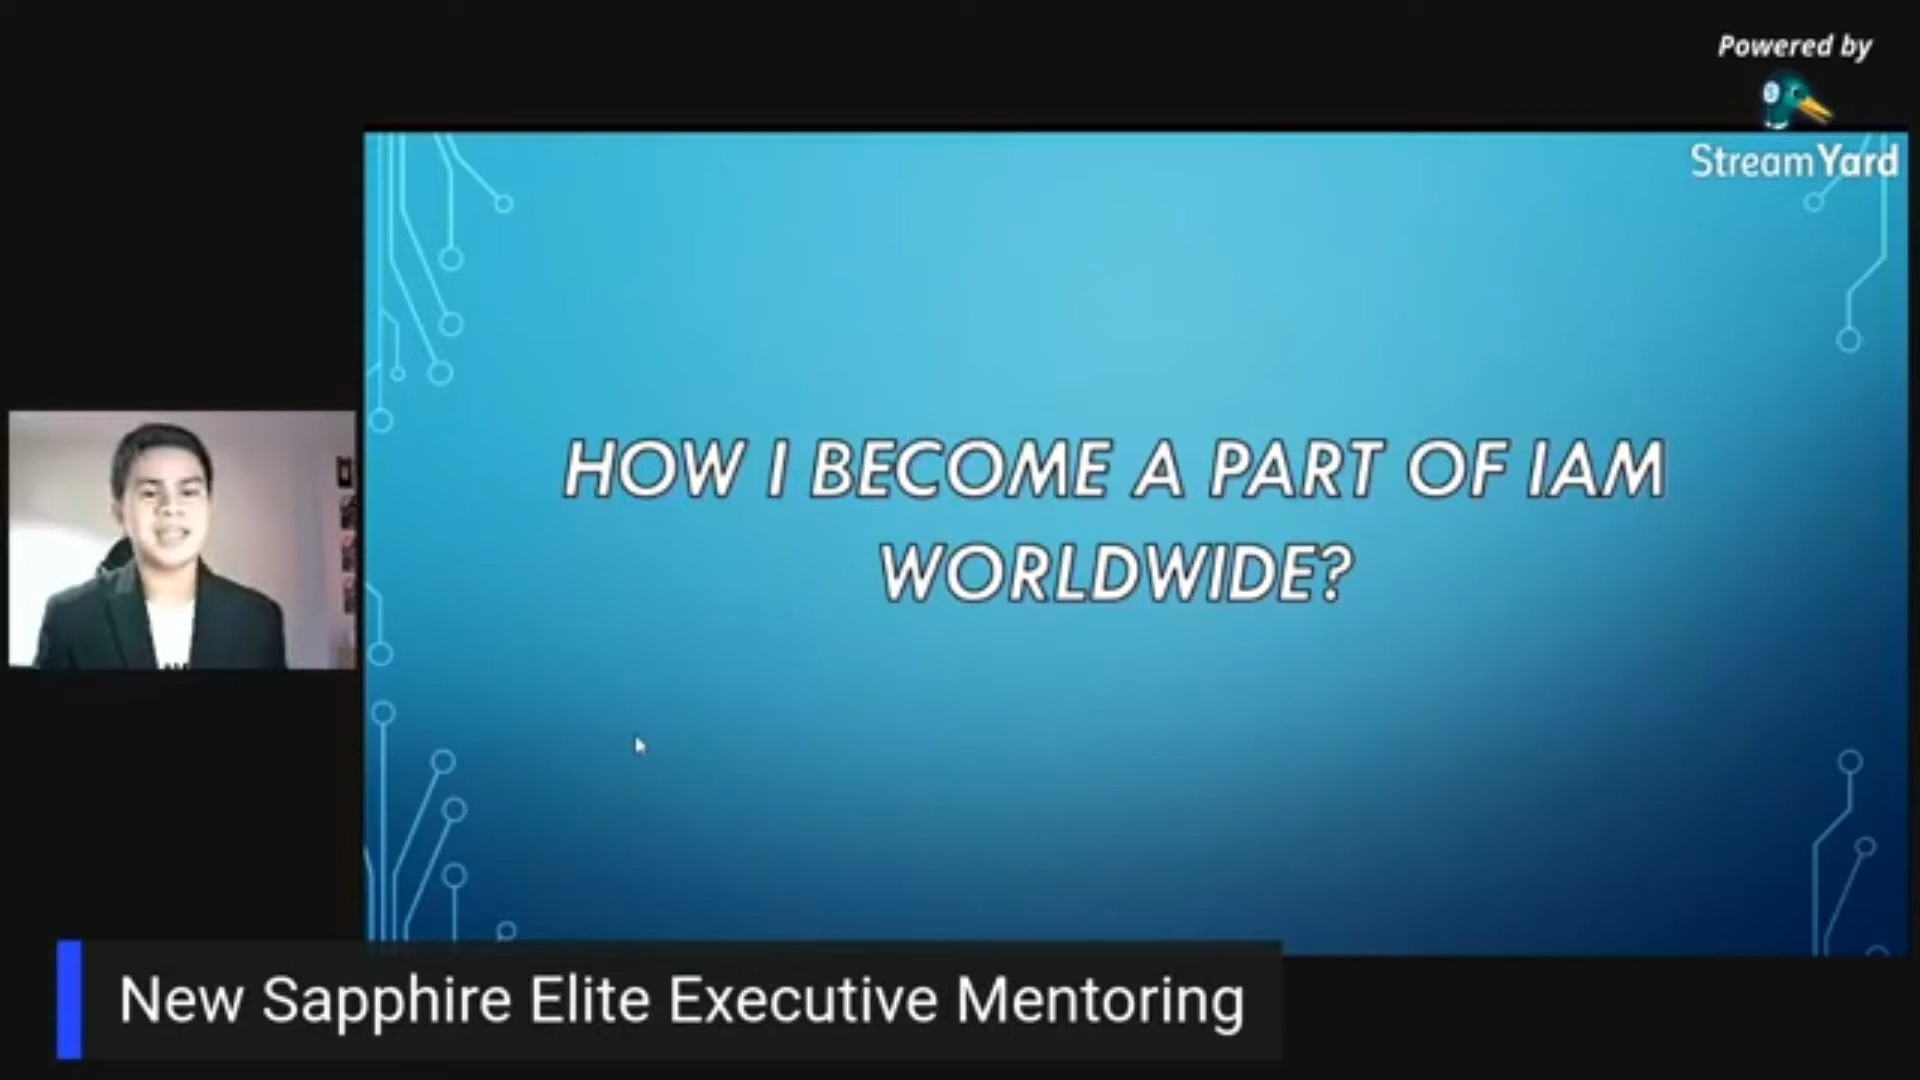 Powered by
StreamYard
HOW I BECOME A PART OF IAM
WORLDWIDE?
New Sapphire Elite Executive Mentoring